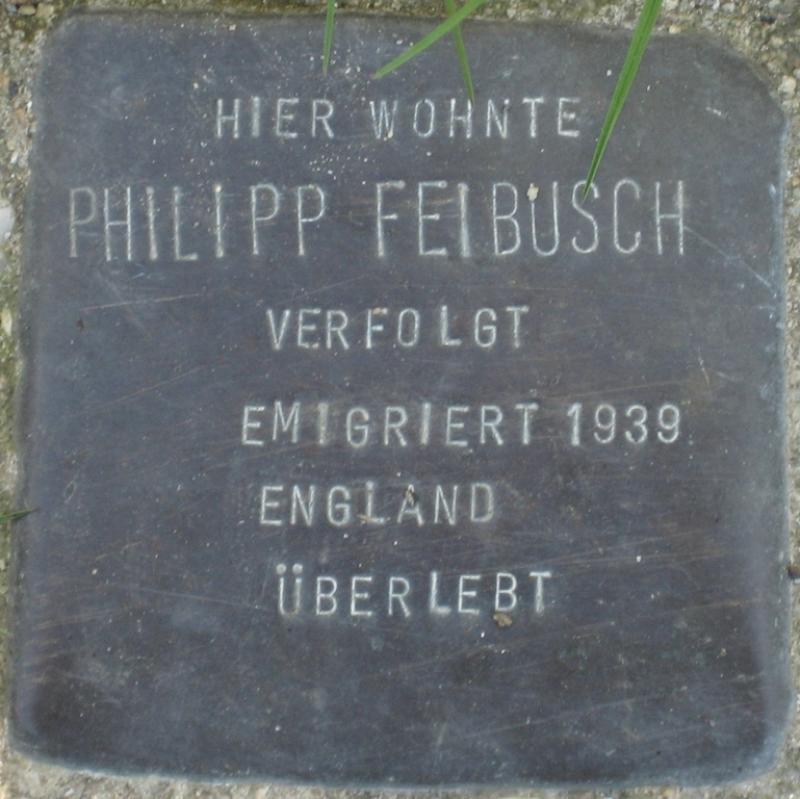 HIER WOHNTE
PHILIPP FEIBUSCH
VERFOLGT
EMIGRIERT 1939
ENGLAND
ÜBERLEBT